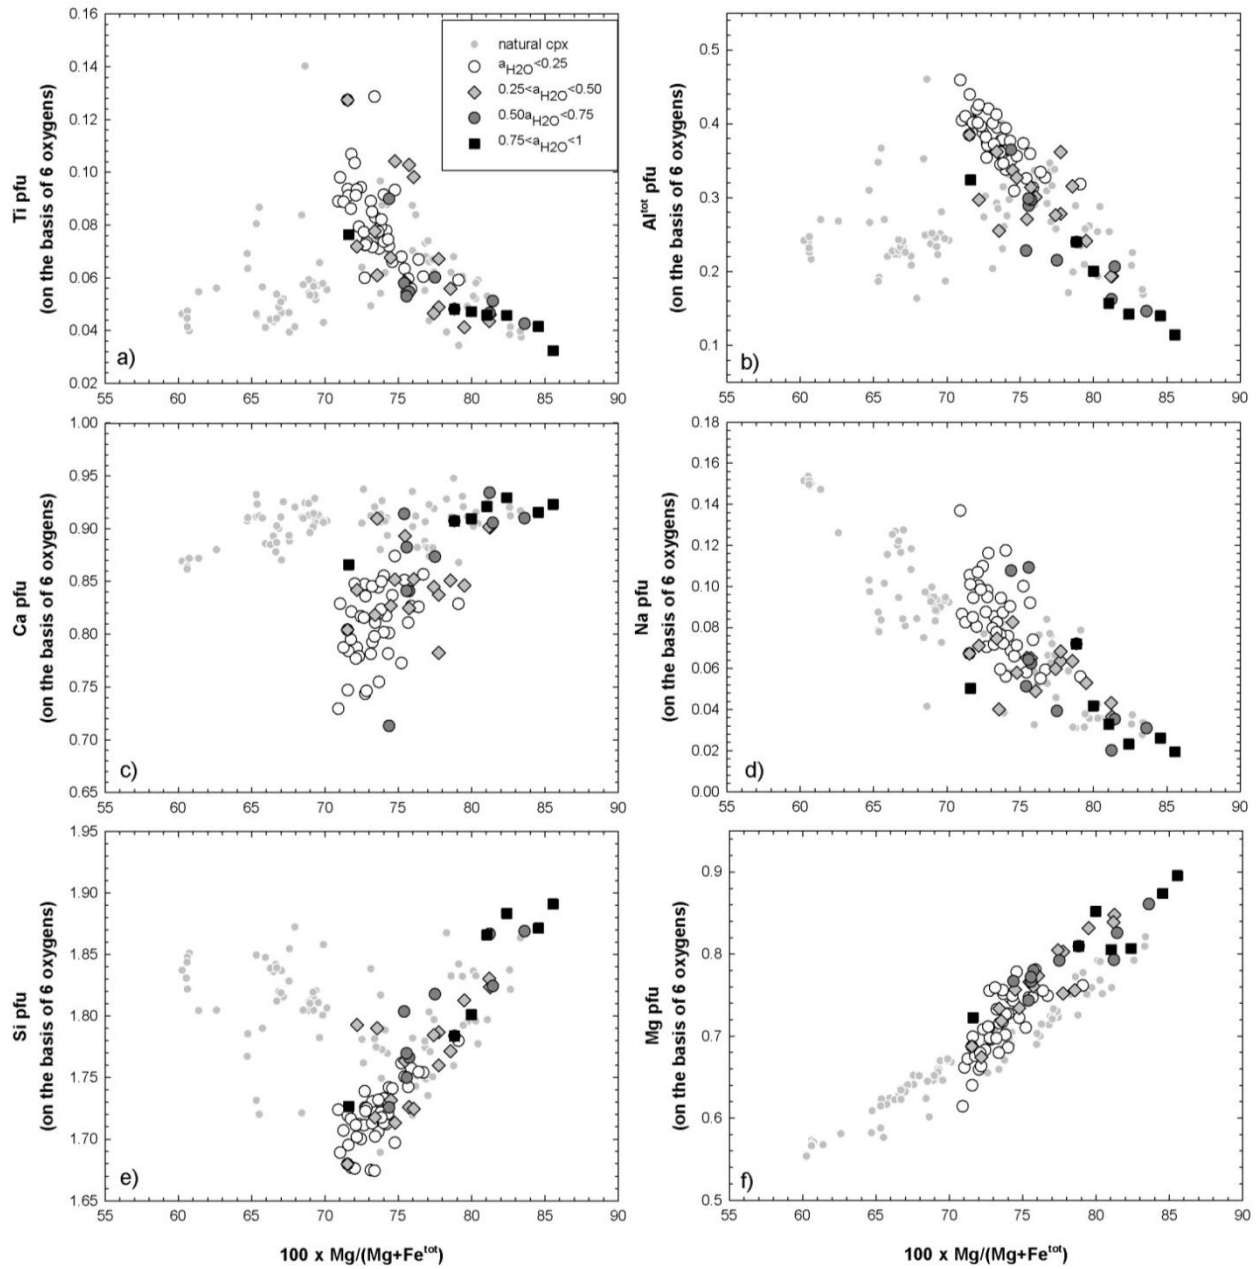 0.16
0.14
0.12
0.10
0.08
0.06
0.04
0.02
Ti pfu
(on the basis of 6 oxygens)
natural cpx
aH2O<0.25
0.25<aH2O<0.50
0.50aH2O<0.75
0.75<aH2O<1
a)
55 60 65 70 75 80 85 90
0.5
0.4
0.3
0.2
0.1
Al^tot pfu
(on the basis of 6 oxygens)
b)
55 60 65 70 75 80 85 90
1.00
0.95
0.90
0.85
0.80
0.75
0.70
0.65
Ca pfu
(on the basis of 6 oxygens)
c)
55 60 65 70 75 80 85 90
0.18
0.16
0.14
0.12
0.10
0.08
0.06
0.04
0.02
0.00
Na pfu
(on the basis of 6 oxygens)
d)
55 60 65 70 75 80 85 90
1.95
1.90
1.85
1.80
1.75
1.70
1.65
Si pfu
(on the basis of 6 oxygens)
e)
55 60 65 70 75 80 85 90
100 x Mg/(Mg+Fe^tot)
0.9
0.8
0.7
0.6
0.5
Mg pfu
(on the basis of 6 oxygens)
f)
55 60 65 70 75 80 85 90
100 x Mg/(Mg+Fe^tot)